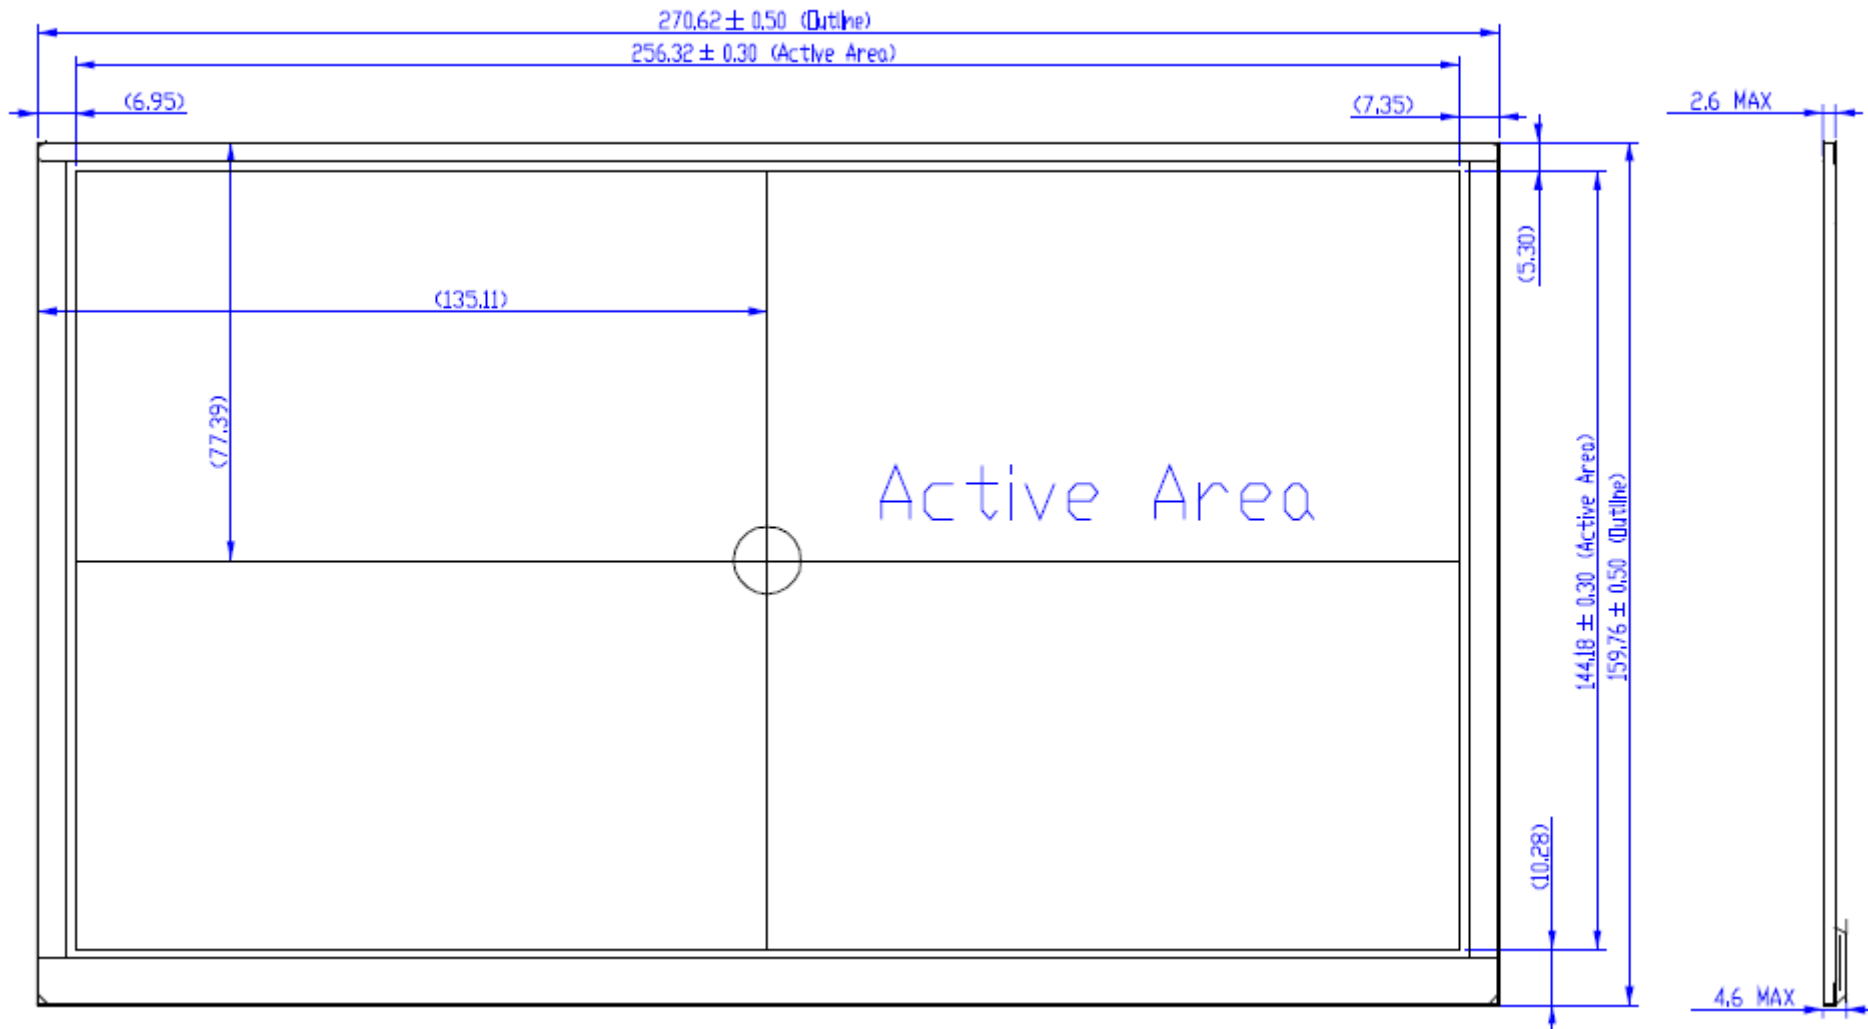 270.62 ± 0.50 (Outline)
256.32 ± 0.30 (Active Area)
(6.95)
(7.35)
2.6 MAX
(5.30)
(135.11)
(77.39)
Active Area
144.18 ± 0.30 (Active Area)
159.76 ± 0.50 (Outline)
(10.28)
4.6 MAX